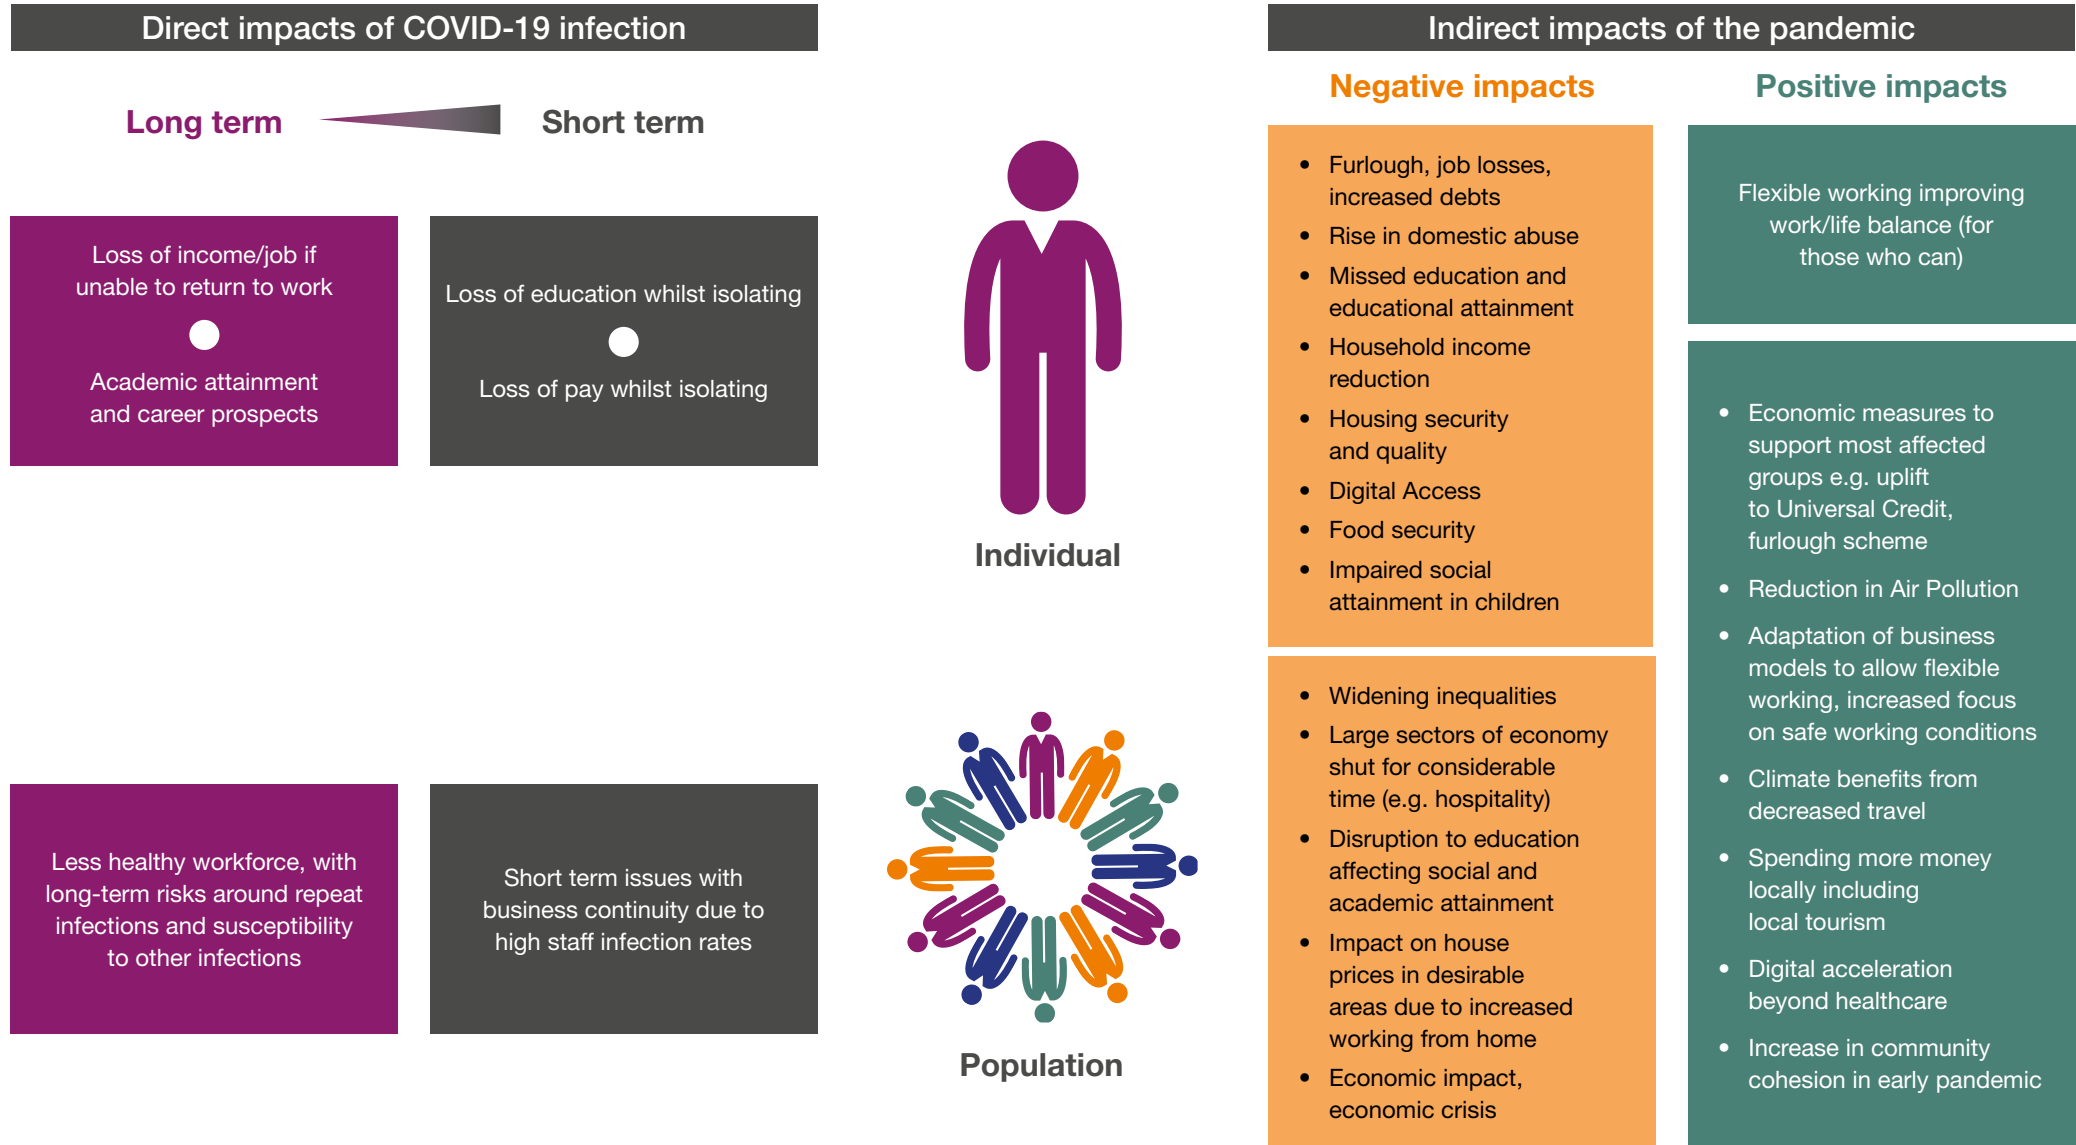 Direct impacts of COVID-19 infection
Long term
Short term
Loss of income/job if
unable to return to work
Academic attainment
and career prospects
Loss of education whilst isolating
Loss of pay whilst isolating
Less healthy workforce, with
long-term risks around repeat
infections and susceptibility
to other infections
Short term issues with
business continuity due to
high staff infection rates
Individual
Population
Indirect impacts of the pandemic
Negative impacts
• Furlough, job losses,
increased debts
• Rise in domestic abuse
• Missed education and
educational attainment
• Household income
reduction
• Housing security
and quality
• Digital Access
• Food security
• Impaired social
attainment in children
• Widening inequalities
• Large sectors of economy
shut for considerable
time (e.g. hospitality)
• Disruption to education
affecting social and
academic attainment
• Impact on house
prices in desirable
areas due to increased
working from home
• Economic impact,
economic crisis
Positive impacts
Flexible working improving
work/life balance (for
those who can)
• Economic measures to
support most affected
groups e.g. uplift
to Universal Credit,
furlough scheme
• Reduction in Air Pollution
• Adaptation of business
models to allow flexible
working, increased focus
on safe working conditions
• Climate benefits from
decreased travel
• Spending more money
locally including
local tourism
• Digital acceleration
beyond healthcare
• Increase in community
cohesion in early pandemic